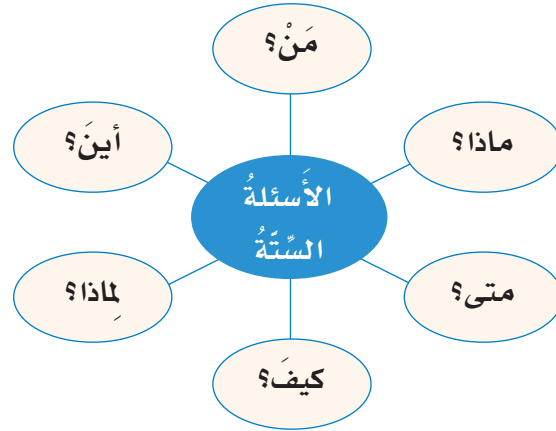 مَنْ؟
ماذا؟
أينَ؟
الأَسئلةُ
السِّتَّةُ
متى؟
لِماذا؟
كيفَ؟